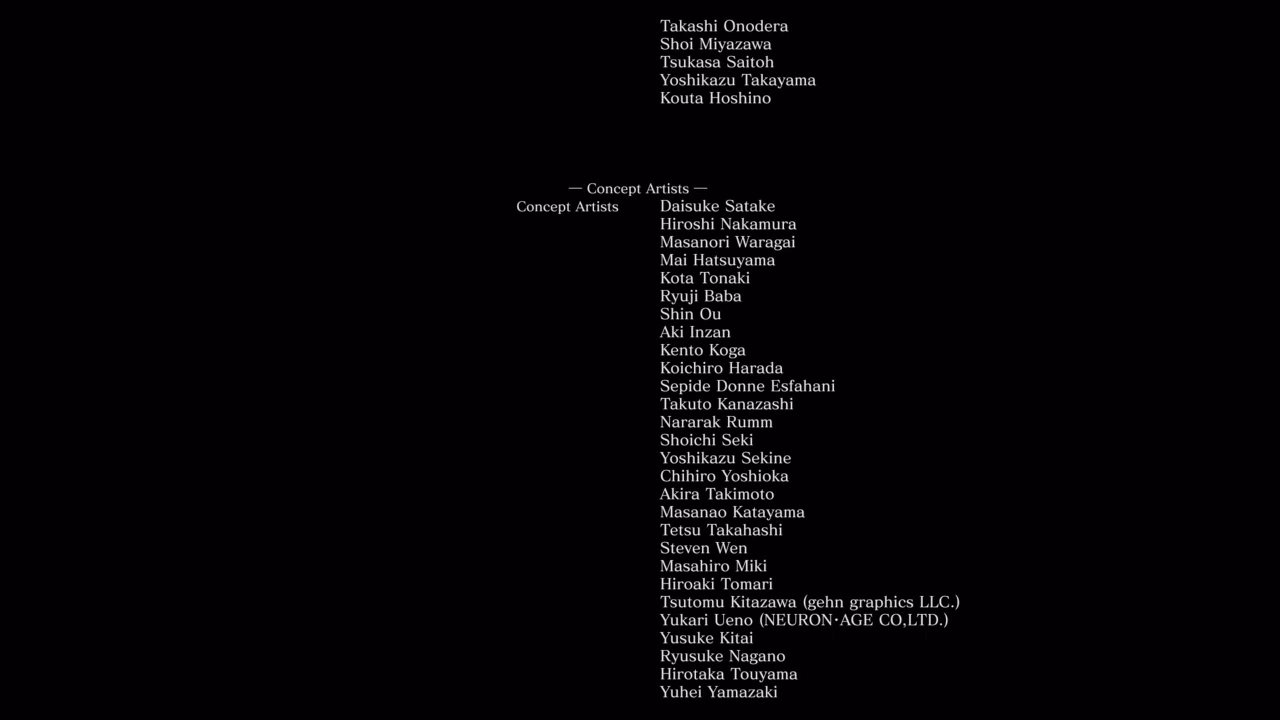 Takashi Onodera
Shoi Miyazawa
Tsukasa Saitoh
Yoshikazu Takayama
Kouta Hoshino
— Concept Artists —
Concept Artists Daisuke Satake
Hiroshi Nakamura
Masanori Waragai
Mai Hatsuyama
Kota Tonaki
Ryuji Baba
Shin Ou
Aki Inzan
Kento Koga
Koichiro Harada
Sepide Donne Esfahani
Takuto Kanazashi
Nararak Rumm
Shoichi Seki
Yoshikazu Sekine
Chihiro Yoshioka
Akira Takimoto
Masanao Katayama
Tetsu Takahashi
Steven Wen
Masahiro Miki
Hiroaki Tomari
Tsutomu Kitazawa (gehn graphics LLC.)
Yukari Ueno (NEURON・AGE CO,LTD.)
Yusuke Kitai
Ryusuke Nagano
Hirotaka Touyama
Yuhei Yamazaki